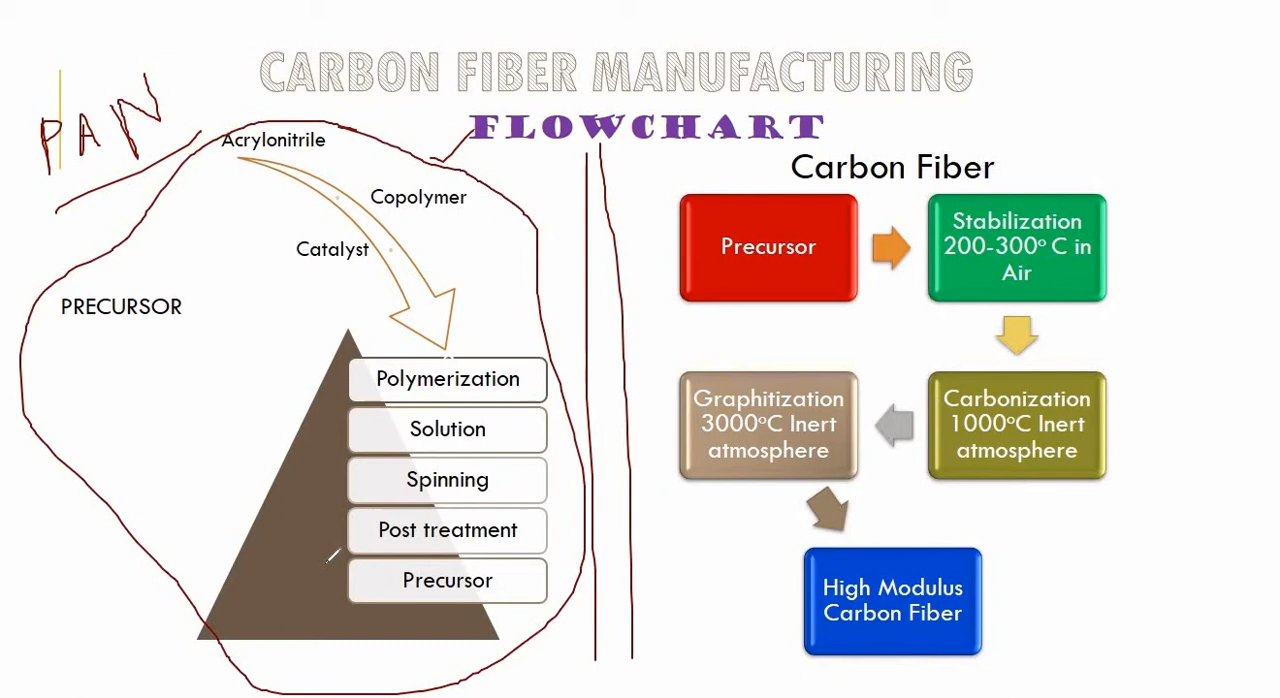 CARBON FIBER MANUFACTURING
FLOWCHART
PAN
Acrylonitrile
Copolymer
Catalyst
PRECURSOR
Polymerization
Solution
Spinning
Post treatment
Precursor
Carbon Fiber
Precursor
Stabilization
200-300° C in
Air
Carbonization
1000°C Inert
atmosphere
Graphitization
3000°C Inert
atmosphere
High Modulus
Carbon Fiber